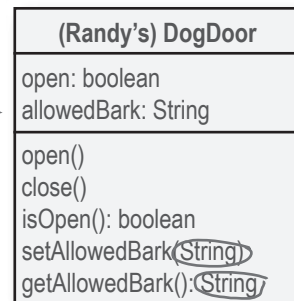 (Randy’s) DogDoor
open: boolean
allowedBark: String
open()
close()
isOpen(): boolean
setAllowedBark(String)
getAllowedBark(): String